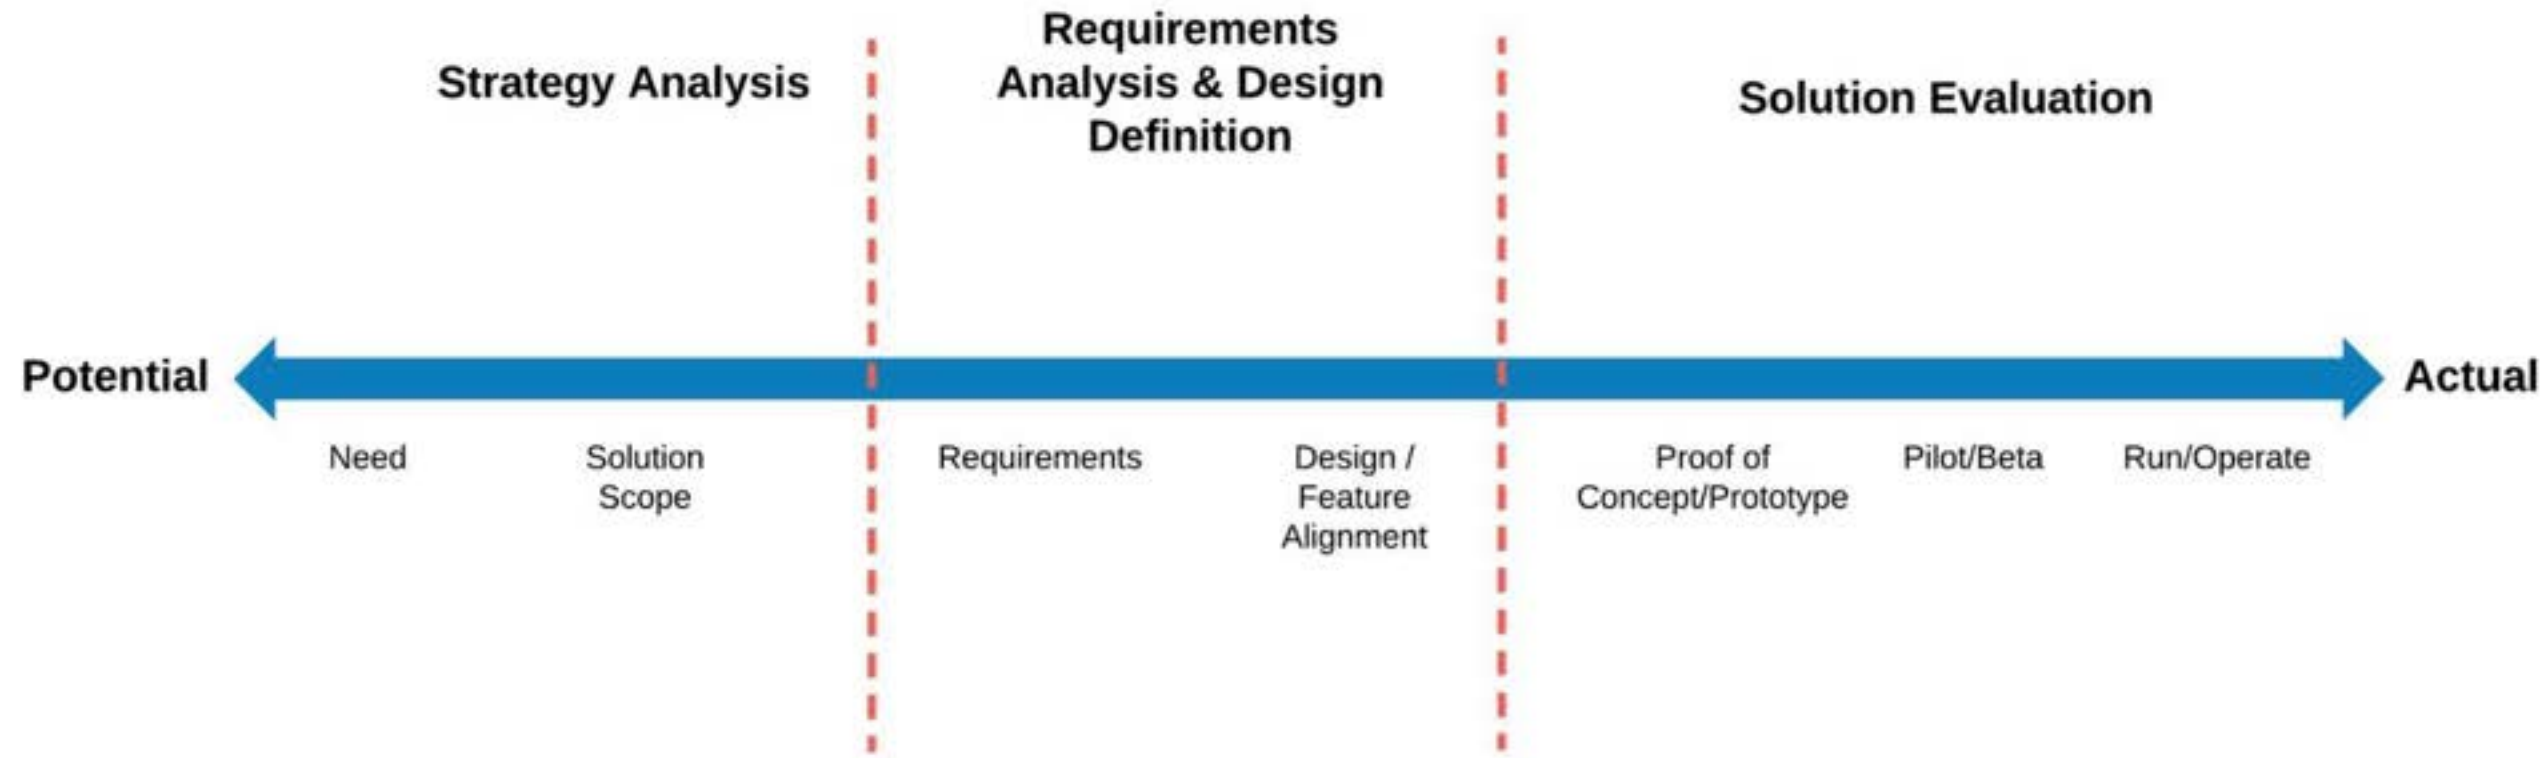 Strategy Analysis
Requirements
Analysis & Design
Definition
Solution Evaluation
Potential
Actual
Need
Solution
Scope
Requirements
Design /
Feature
Alignment
Proof of
Concept/Prototype
Pilot/Beta
Run/Operate